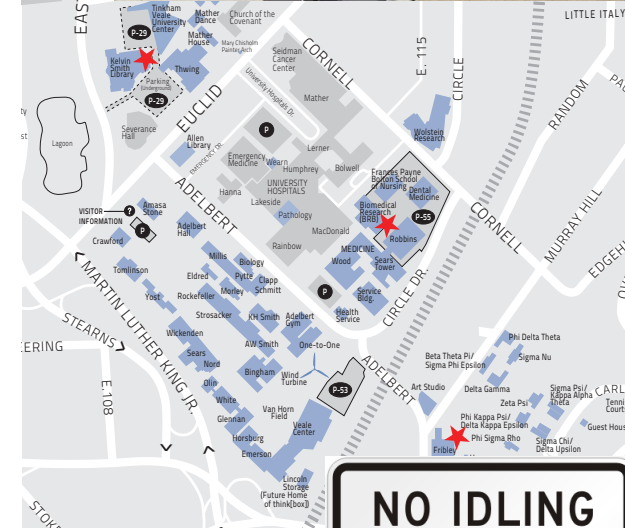 EAS
P-29
Tinkham
Veale
University
Center
Mather
Dance
Mather
House
Church of the
Covenant
Mary Chisholm
Painter Arch
Kelvin
Smith
Library
Thwing
Parking
(Underground)
P-29
Severance
Hall
EUCLID
Allen
Library
EMERGENCY DR.
Lagoon
Seidman
Cancer
Center
CORNELL
University Hospitals Dr.
Mather
P
Lerner
Emergency
Medicine
Wearn
Humphrey
Bolwell
UNIVERSITY
HOSPITALS
Hanna
Lakeside
Pathology
MacDonald
Rainbow
E. 115
CIRCLE
LITTLE ITALY
RANDOM
Wolstein
Research
Frances Payne
Bolton School
of Nursing
Dental
Medicine
Biomedical
Research
(BRB)
P-55
Robbins
MEDICINE
Wood
Sears
Tower
Service
Bldg.
P
Health
Service
CIRCLE DR.
CORNELL
MURRAY HILL
EDGEH
ADELBERT
VISITOR
INFORMATION
?
Amasa
Stone
P
Crawford
Adelbert
Hall
Tomlinson
Millis
Biology
Eldred
Pytte
Clapp
Schmitt
Yost
Rockefeller
Morley
Strosacker
KH Smith
Adelbert
Gym
Wickenden
AW Smith
One-to-One
Sears
Nord
Bingham
Wind
Turbine
P-53
Olin
White
Van Horn
Field
Glennan
Veale
Center
Horsburg
Emerson
Lincoln
Storage
(Future Home
of think[box])
MARTIN LUTHER KING JR.
STEARNS
EERING
E. 108
STOKE
ADELBERT
Phi Delta Theta
Beta Theta Pi/
Sigma Phi Epsilon
Sigma Nu
Art Studio
Delta Gamma
Sigma Psi/
Kappa Alpha
Theta
CARL
Zeta Psi
Tenni
Court
Phi Kappa Psi/
Delta Kappa Epsilon
Guest Hous
Phi Sigma Rho
Sigma Chi/
Delta Upsilon
Fribley
NO IDLING